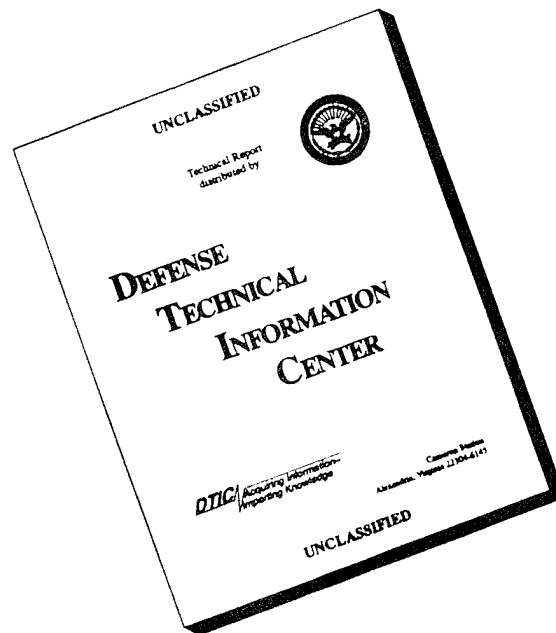 UNCLASSIFIED
Technical Report
distributed by
DEFENSE
TECHNICAL
INFORMATION
CENTER
DTIC
Acquiring Information—
Imparting Knowledge
Cameron Station
Alexandria, Virginia 22304-6145
UNCLASSIFIED